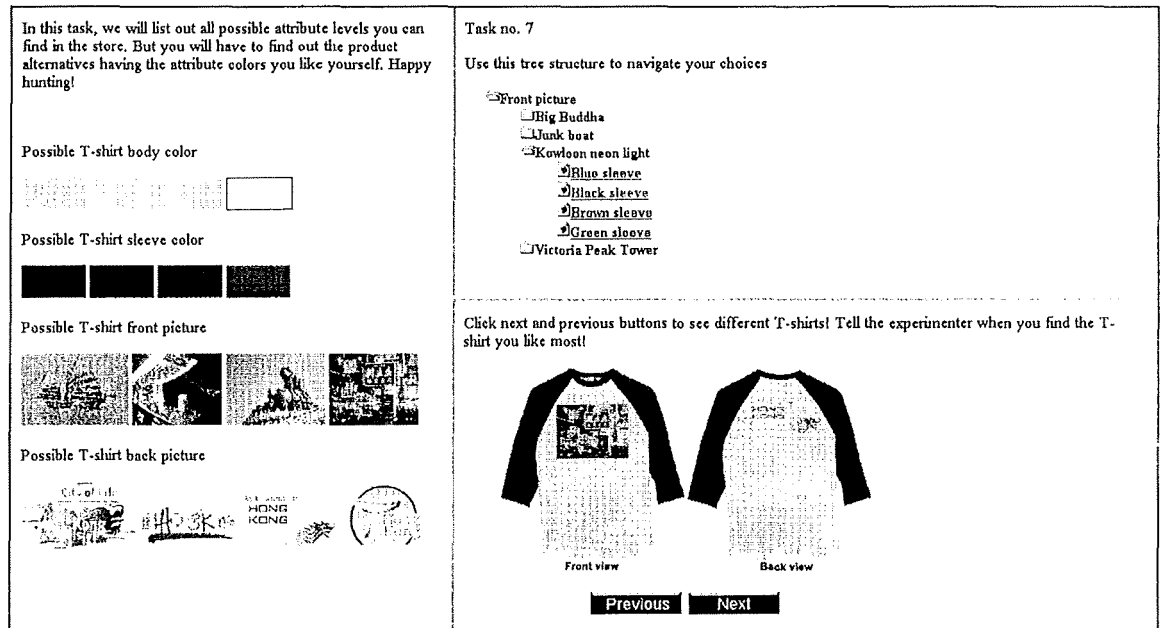 In this task, we will list out all possible attribute levels you can
find in the store. But you will have to find out the product
alternatives having the attribute colors you like yourself. Happy
hunting!
Possible T-shirt body color
Possible T-shirt sleeve color
Possible T-shirt front picture
Possible T-shirt back picture
City of life
HONG
KONG
Task no. 7
Use this tree structure to navigate your choices
Front picture
Big Buddha
Junk boat
Kowloon neon light
Blue sleeve
Black sleeve
Brown sleeve
Green sleeve
Victoria Peak Tower
Click next and previous buttons to see different T-shirts! Tell the experimenter when you find the T-
shirt you like most!
HONG
KONG
Front view
Back view
Previous
Next